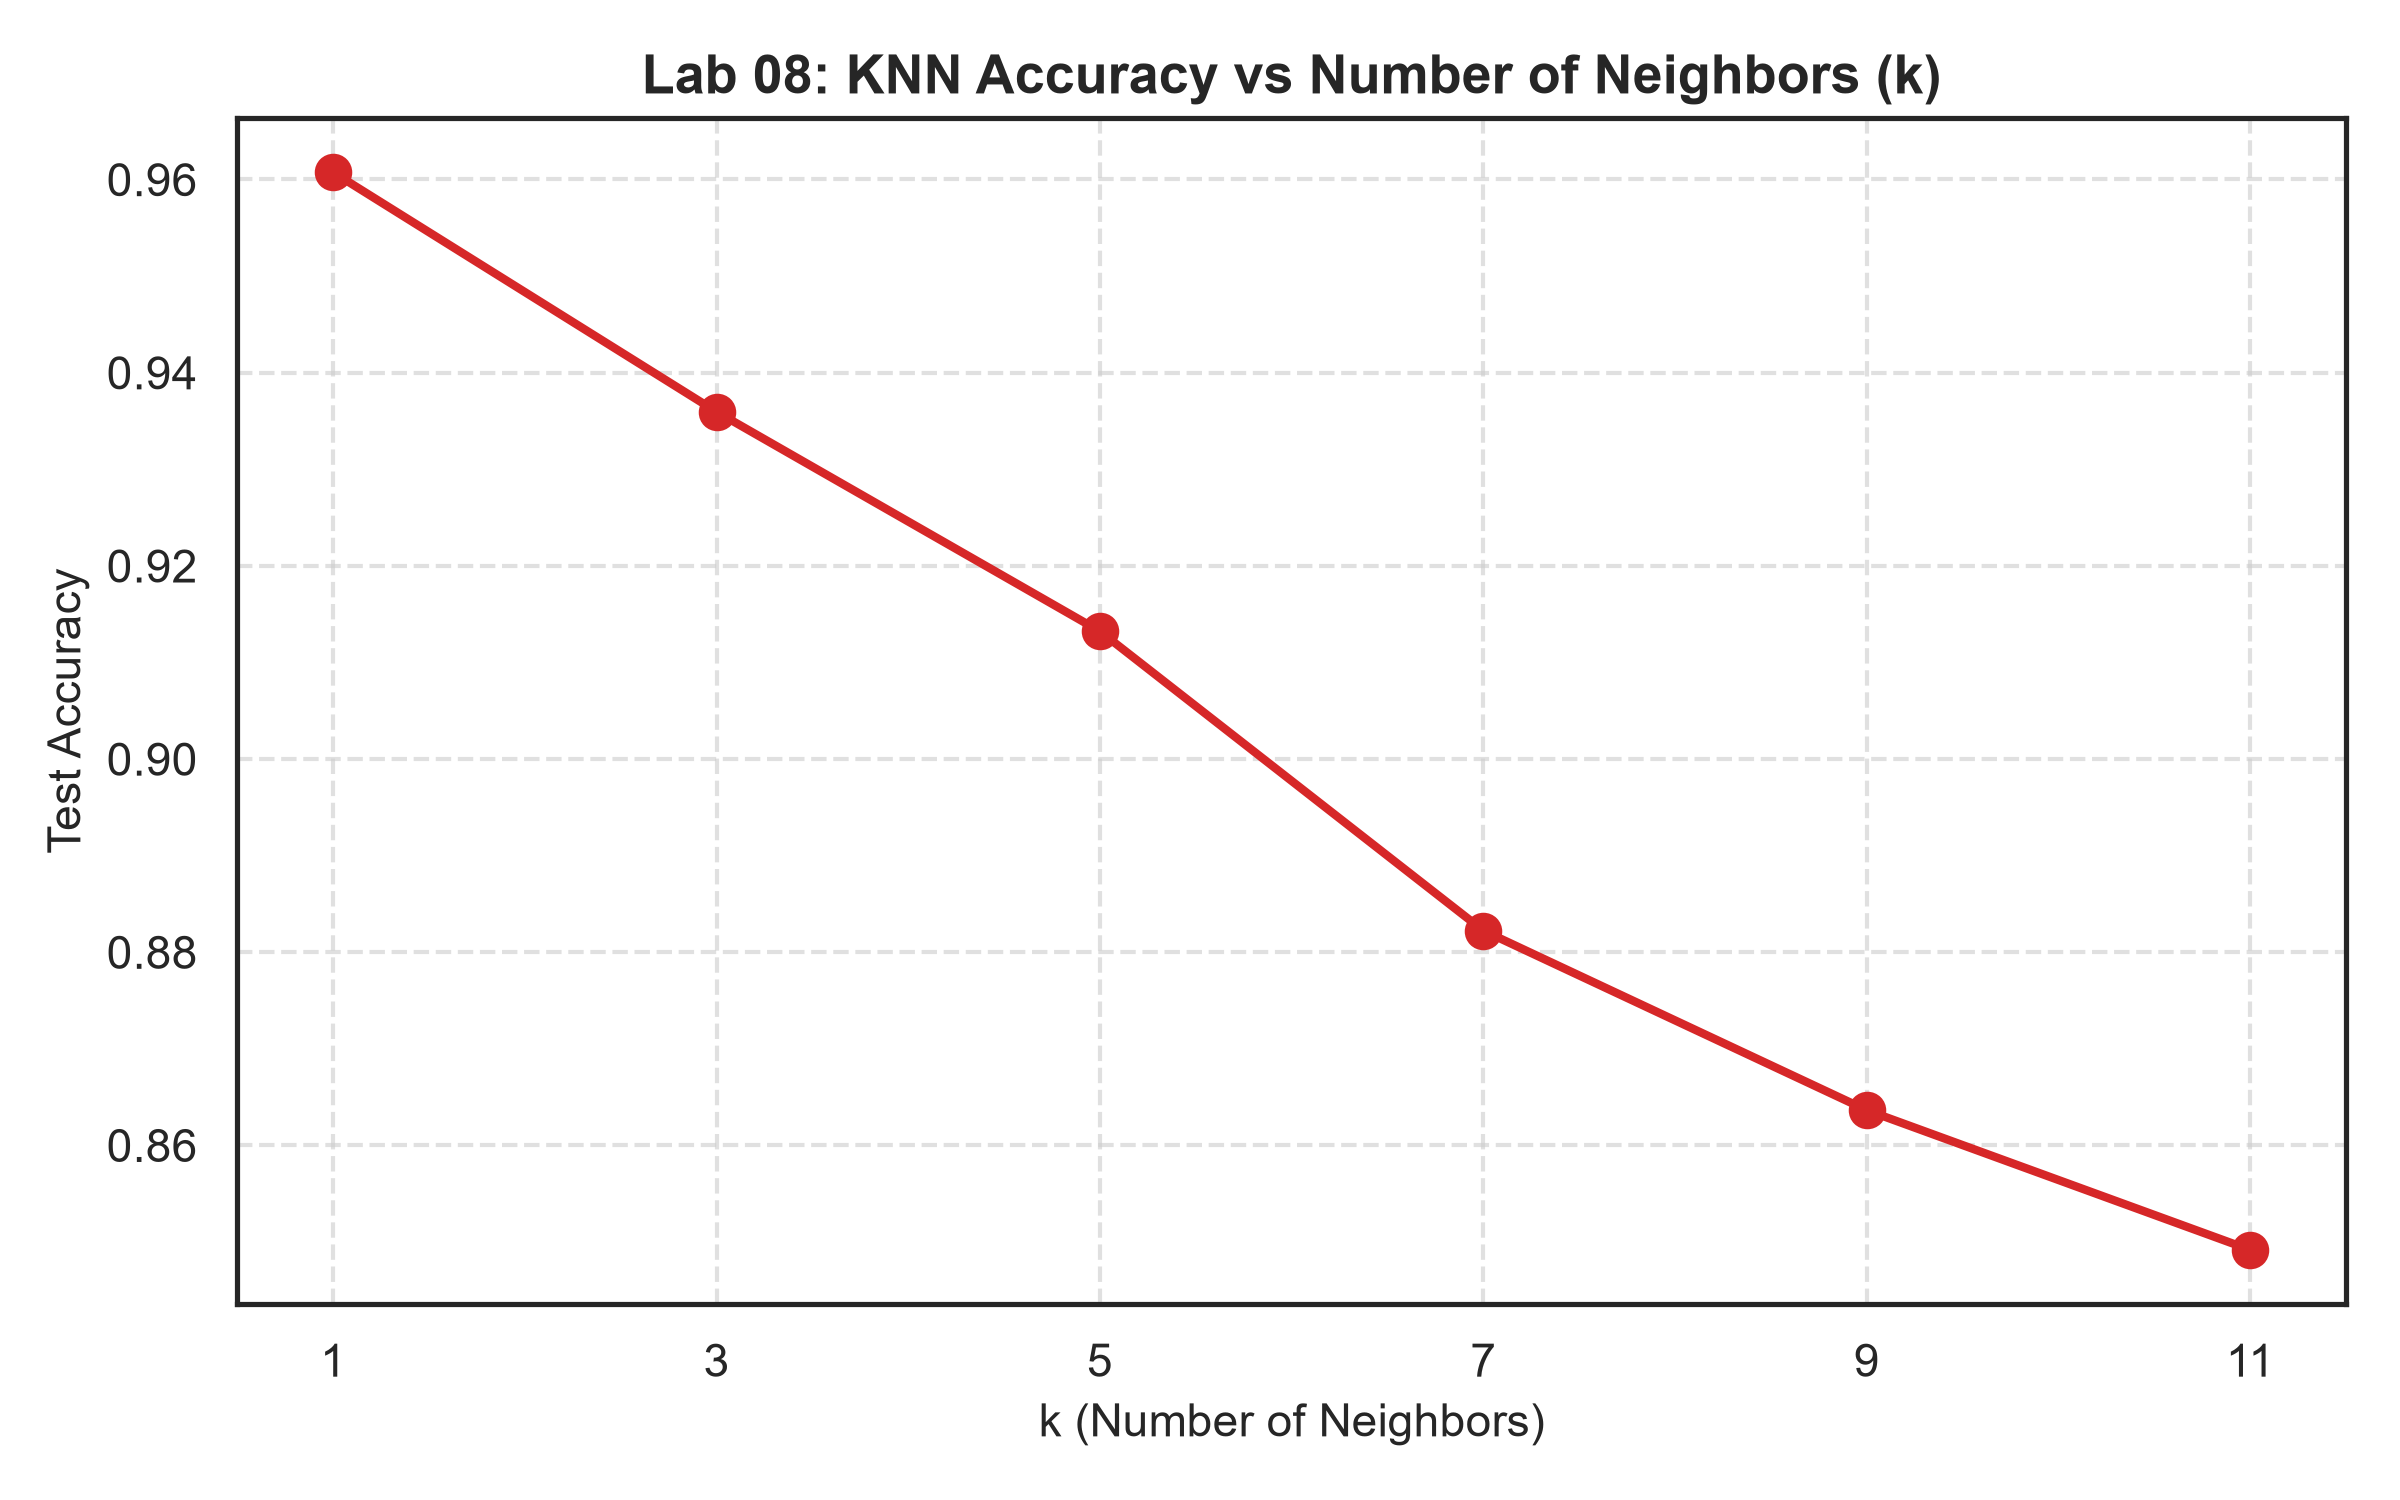 Lab 08: KNN Accuracy vs Number of Neighbors (k)
0.96
0.94
0.92
0.90
0.88
0.86
Test Accuracy
1 3 5 7 9 11
k (Number of Neighbors)